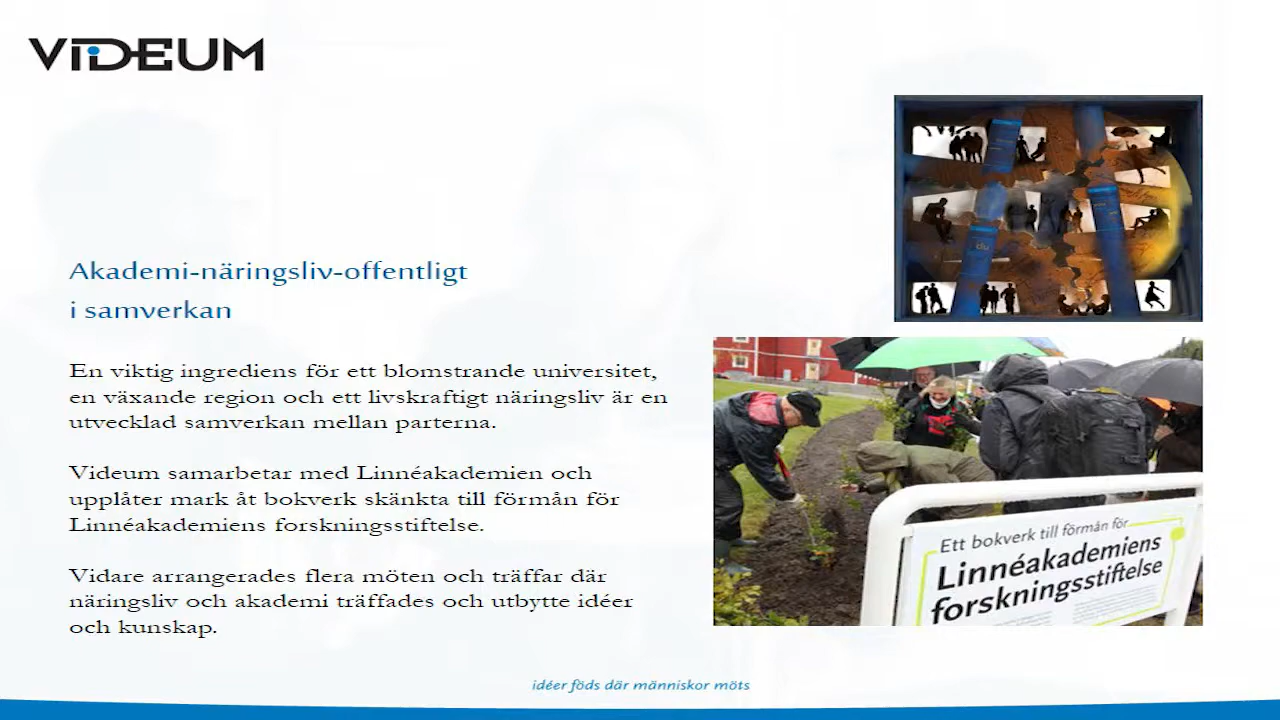 VIDEUM
Akademi-näringsliv-offentligt
i samverkan
En viktig ingrediens för ett blomstrande universitet,
en växande region och ett livskraftigt näringsliv är en
utvecklad samverkan mellan parterna.
Videum samarbetar med Linnéakademien och
upplåter mark åt bokverk skänkta till förmån för
Linnéakademiens forskningsstiftelse.
Vidare arrangerades flera möten och träffar där
näringsliv och akademi träffades och utbytte idéer
och kunskap.
Ett bokverk till förmån för
Linnéakademiens
forskningsstiftelse
idéer föds där människor möts